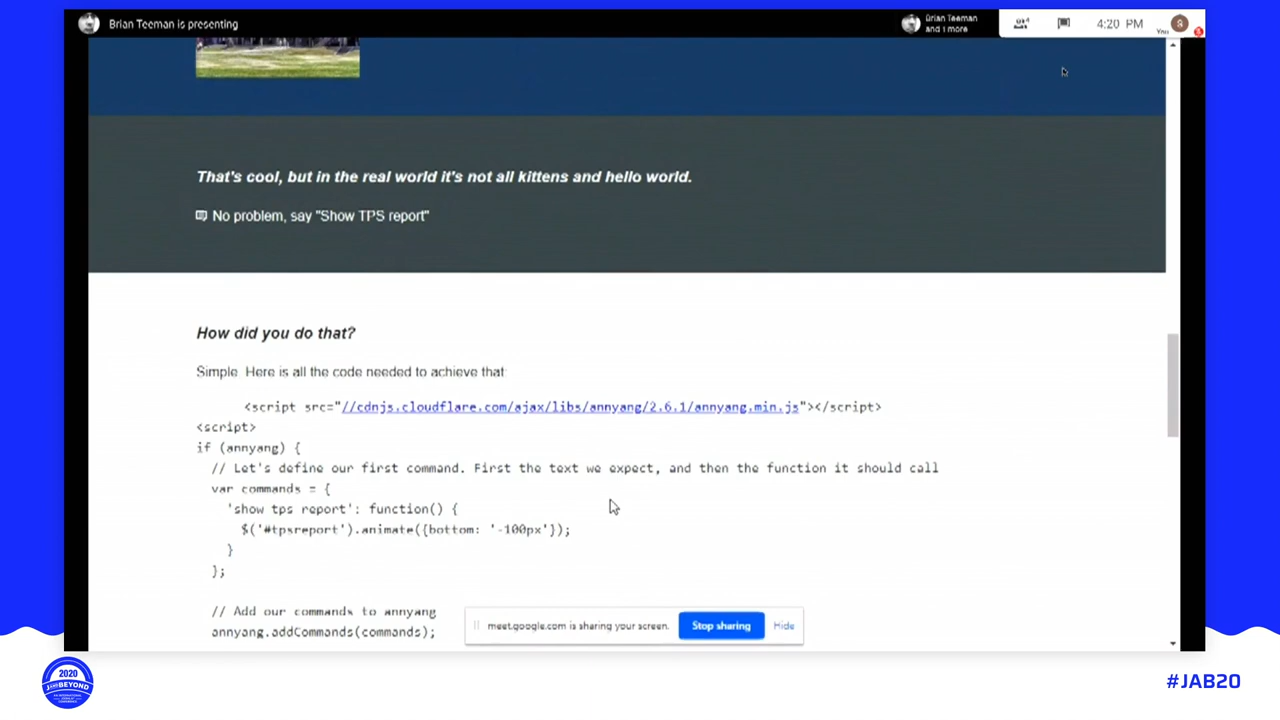 Brian Teeman is presenting
Brian Teeman
and 1 more
4:20 PM
You
S
That's cool, but in the real world it's not all kittens and hello world.
No problem, say "Show TPS report"
How did you do that?
Simple. Here is all the code needed to achieve that:
<script src="//cdnjs.cloudflare.com/ajax/libs/annyang/2.6.1/annyang.min.js"></script>
<script>
if (annyang) {
// Let's define our first command. First the text we expect, and then the function it should call
var commands = {
'show tps report': function() {
$('#tpsreport').animate({bottom: '-100px'});
}
};
// Add our commands to annyang
annyang.addCommands(commands);
meet.google.com is sharing your screen.
Stop sharing
Hide
2020
BEYOND
#JAB20